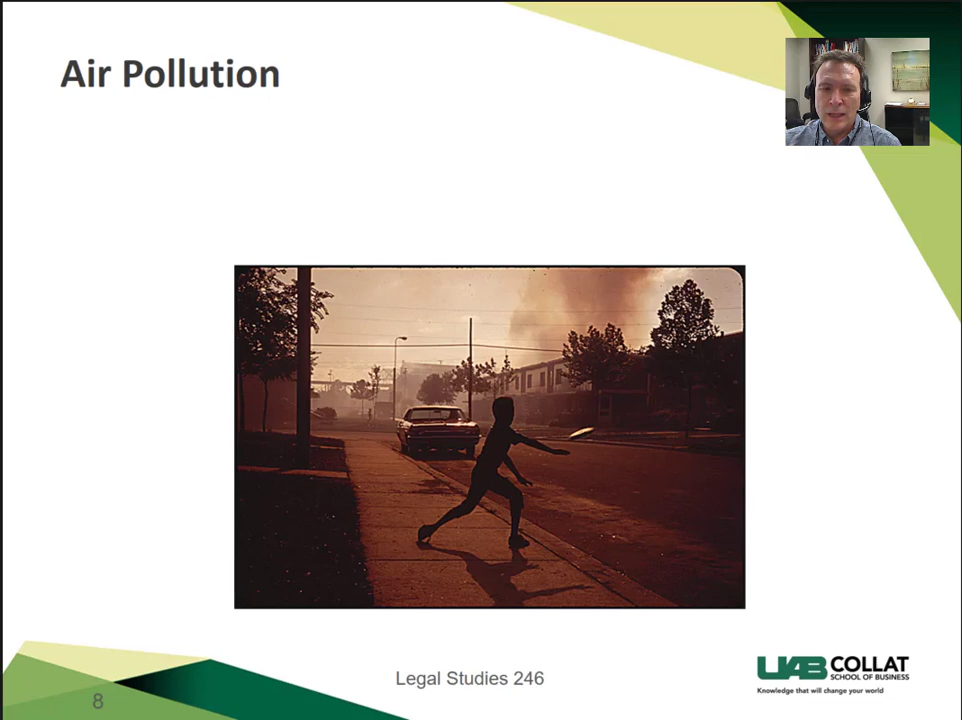 Air Pollution
Legal Studies 246
UAB COLLAT
SCHOOL OF BUSINESS
Knowledge that will change your world
8